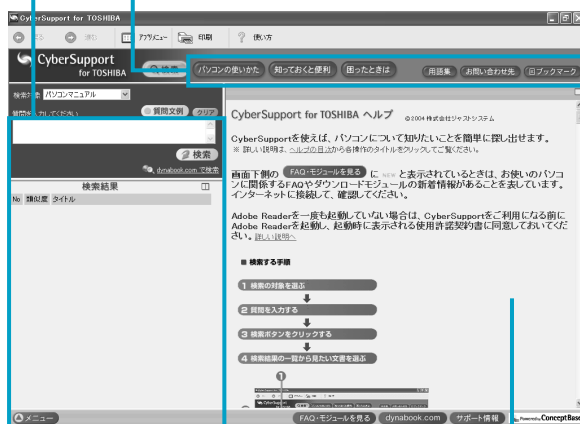 CyberSupport for TOSHIBA
戻る 進む アプリメニュー 印刷 ? 使い方
CyberSupport
for TOSHIBA
パソコンの使いかた 知っておくと便利 困ったときは 用語集 お問い合わせ先 ブックマーク
検索対象 パソコンマニュアル
質問文例 クリア
検索
dynabook.comで検索
検索結果
No 類似度 タイトル
CyberSupport for TOSHIBA ヘルプ ©2004 株式会社ジャストシステム
CyberSupportを使えば、パソコンについて知りたいことを簡単に探し出せます。
※ 詳しい説明は、ヘルプの目次から各操作のタイトルをクリックしてご覧ください。
画面下側の FAQ・モジュールを見る に NEW と表示されているときは、お使いのパソコ
ンに関係するFAQやダウンロードモジュールの新着情報があることを表しています。
インターネットに接続して、確認してください。
Adobe Readerを一度も起動していない場合は、CyberSupportをご利用になる前に
Adobe Readerを起動し、起動時に表示される使用許諾契約書に同意しておいてくだ
さい。詳しい説明へ
■ 検索する手順
1 検索の対象を選ぶ
2 質問を入力する
3 検索ボタンをクリックする
4 検索結果の一覧から見たい文書を選ぶ
1
メニュー FAQ・モジュールを見る dynabook.com サポート情報 Powered by ConceptBase